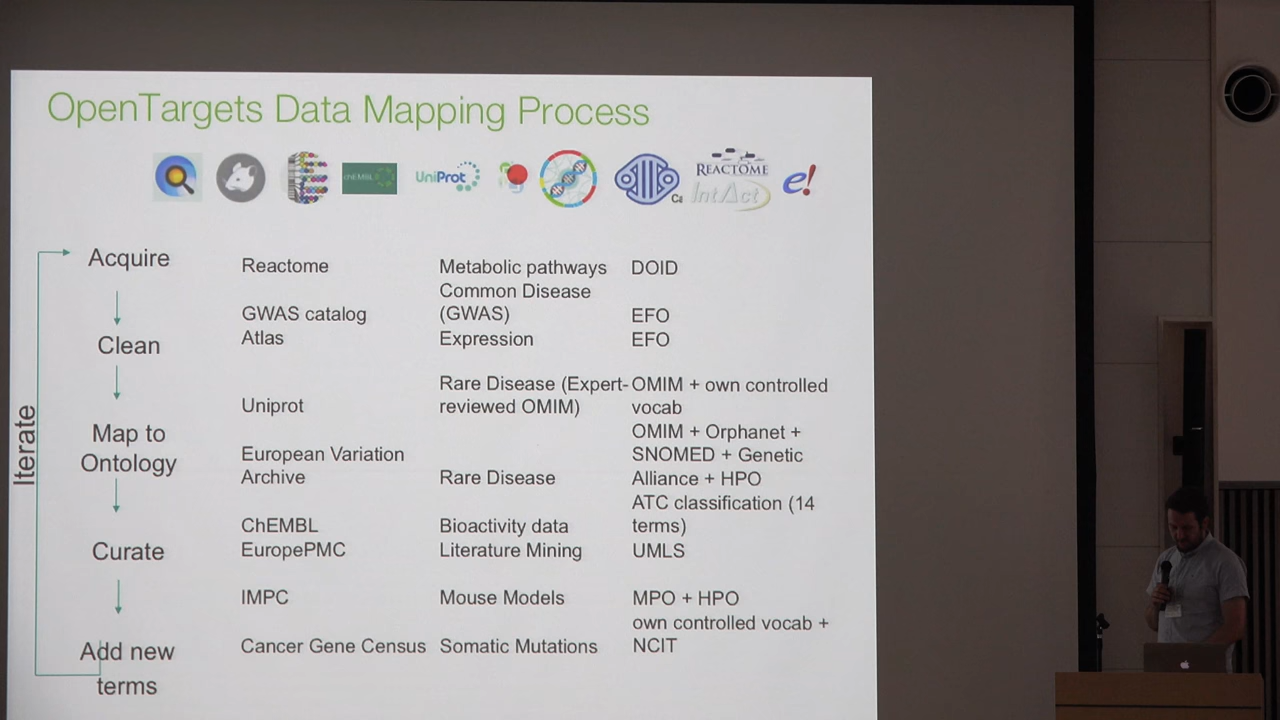 OpenTargets Data Mapping Process
chEMBL
UniProt
REACTOME
IntAct
e!
Iterate
Acquire
Clean
Map to
Ontology
Curate
Add new
terms
Reactome
Metabolic pathways
DOID
GWAS catalog
Common Disease
(GWAS)
EFO
Atlas
Expression
EFO
Uniprot
Rare Disease (Expert-
reviewed OMIM)
OMIM + own controlled
vocab
European Variation
Archive
Rare Disease
OMIM + Orphanet +
SNOMED + Genetic
Alliance + HPO
ChEMBL
Bioactivity data
ATC classification (14
terms)
EuropePMC
Literature Mining
UMLS
IMPC
Mouse Models
MPO + HPO
Cancer Gene Census
Somatic Mutations
own controlled vocab +
NCIT